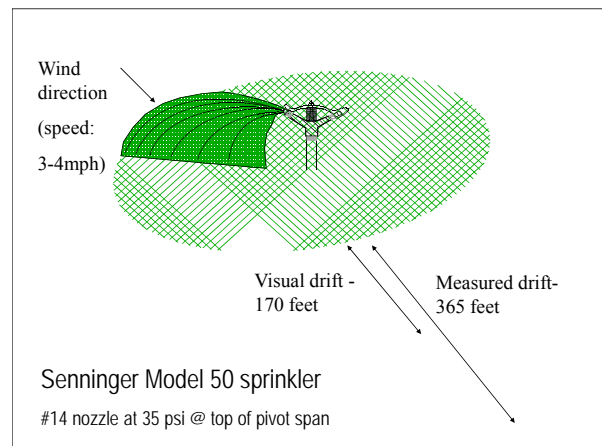 Wind
direction
(speed:
3-4mph)
Visual drift -
170 feet
Measured drift-
365 feet
Senninger Model 50 sprinkler
#14 nozzle at 35 psi @ top of pivot span